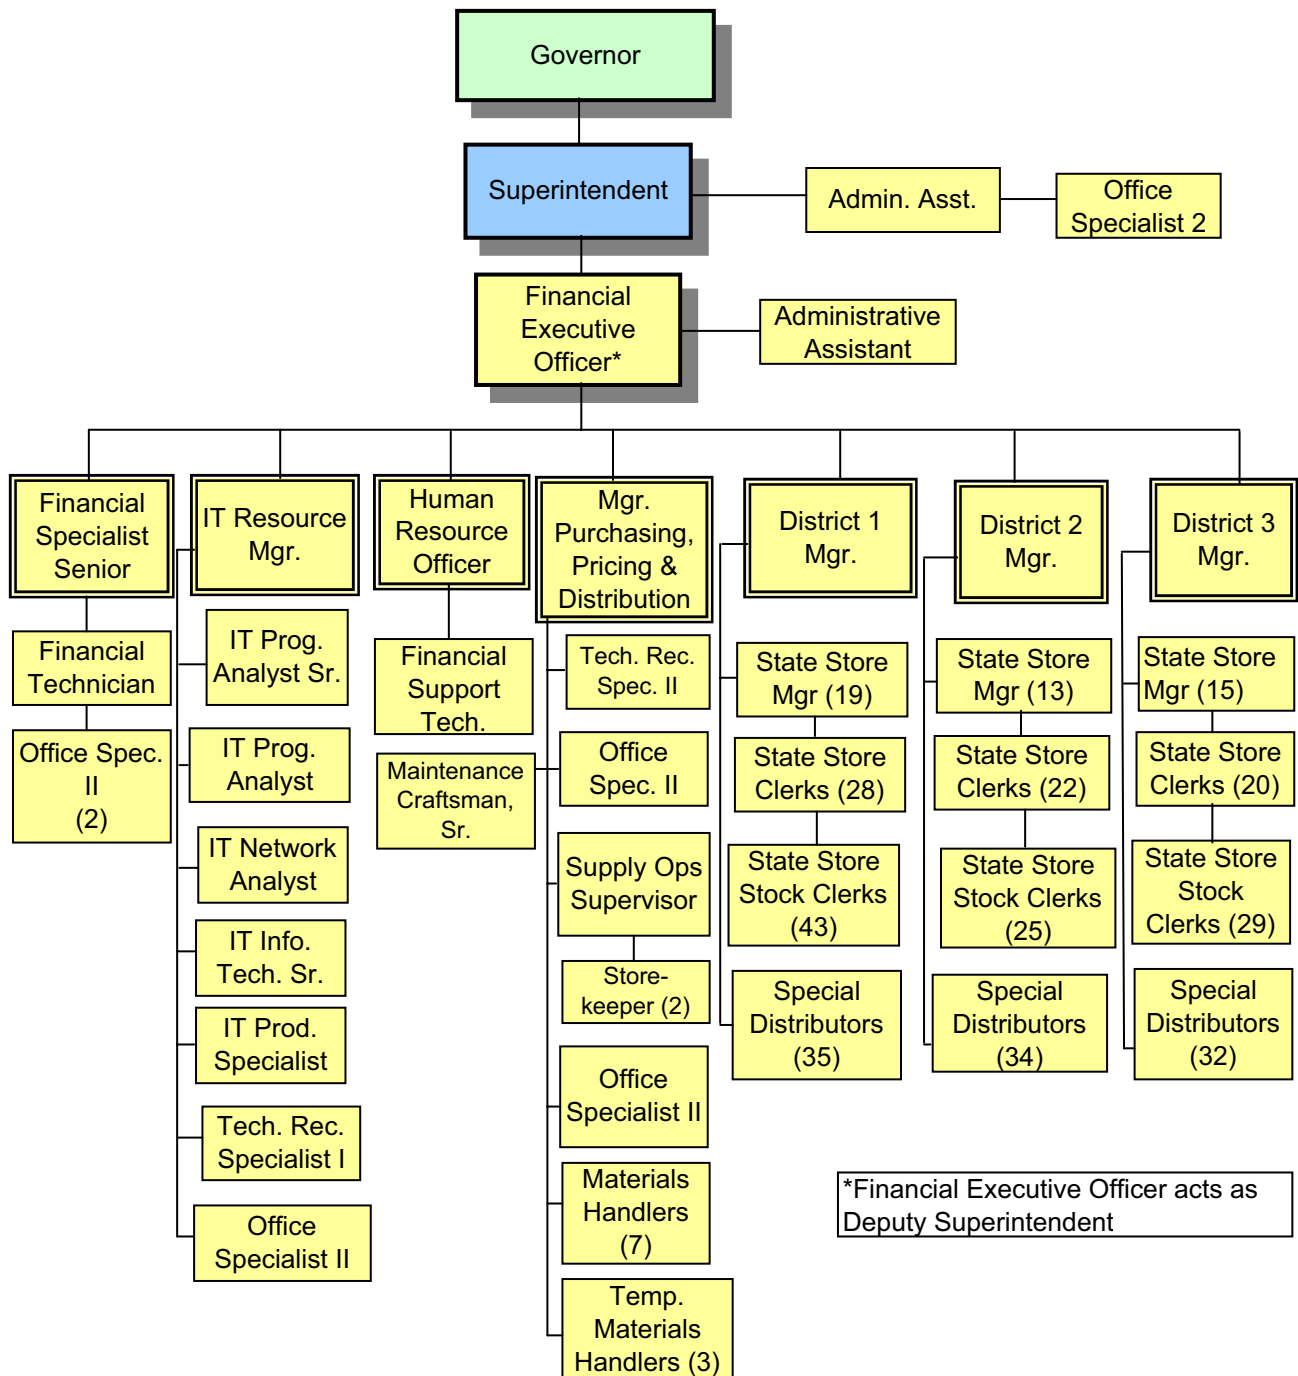 Governor
Superintendent
Admin. Asst.
Office
Specialist 2
Financial
Executive
Officer*
Administrative
Assistant
Financial
Specialist
Senior
IT Resource
Mgr.
Human
Resource
Officer
Mgr.
Purchasing,
Pricing &
Distribution
District 1
Mgr.
District 2
Mgr.
District 3
Mgr.
Financial
Technician
Office Spec.
II
(2)
IT Prog.
Analyst Sr.
IT Prog.
Analyst
IT Network
Analyst
IT Info.
Tech. Sr.
IT Prod.
Specialist
Tech. Rec.
Specialist I
Office
Specialist II
Financial
Support
Tech.
Maintenance
Craftsman,
Sr.
Tech. Rec.
Spec. II
Office
Spec. II
Supply Ops
Supervisor
Store-
keeper (2)
Office
Specialist II
Materials
Handlers
(7)
Temp.
Materials
Handlers (3)
State Store
Mgr (19)
State Store
Clerks (28)
State Store
Stock Clerks
(43)
Special
Distributors
(35)
State Store
Mgr (13)
State Store
Clerks (22)
State Store
Stock Clerks
(25)
Special
Distributors
(34)
State Store
Mgr (15)
State Store
Clerks (20)
State Store
Stock
Clerks (29)
Special
Distributors
(32)
*Financial Executive Officer acts as
Deputy Superintendent